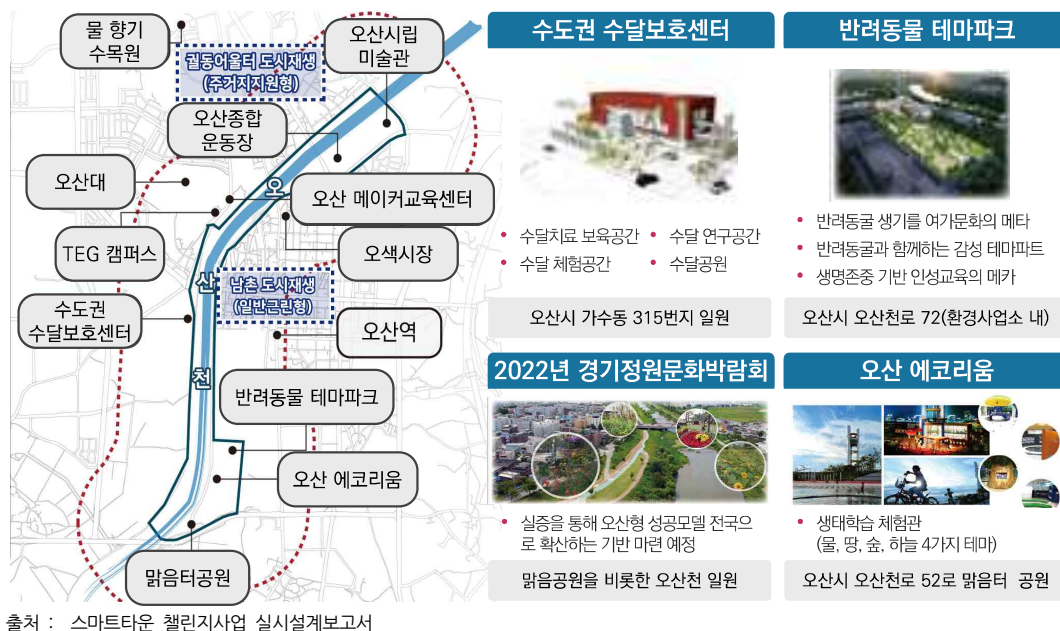 물 향기
수목원
궐동어울터 도시재생
(주거지지원형)
오산시립
미술관
오산종합
운동장
오산대
오
오산 메이커교육센터
TEG 캠퍼스
오색시장
산
남촌 도시재생
(일반근린형)
수도권
수달보호센터
오산역
천
반려동물 테마파크
오산 에코리움
맑음터공원
수도권 수달보호센터
• 수달치료 보육공간 • 수달 연구공간
• 수달 체험공간 • 수달공원
오산시 가수동 315번지 일원
반려동물 테마파크
• 반려동굴 생기를 여가문화의 메타
• 반려동굴과 함께하는 감성 테마파트
• 생명존중 기반 인성교육의 메카
오산시 오산천로 72(환경사업소 내)
2022년 경기정원문화박람회
• 실증을 통해 오산형 성공모델 전국으
로 확산하는 기반 마련 예정
맑음공원을 비롯한 오산천 일원
오산 에코리움
• 생태학습 체험관
(물, 땅, 숲, 하늘 4가지 테마)
오산시 오산천로 52로 맑음터 공원
출처 : 스마트타운 챌린지사업 실시설계보고서